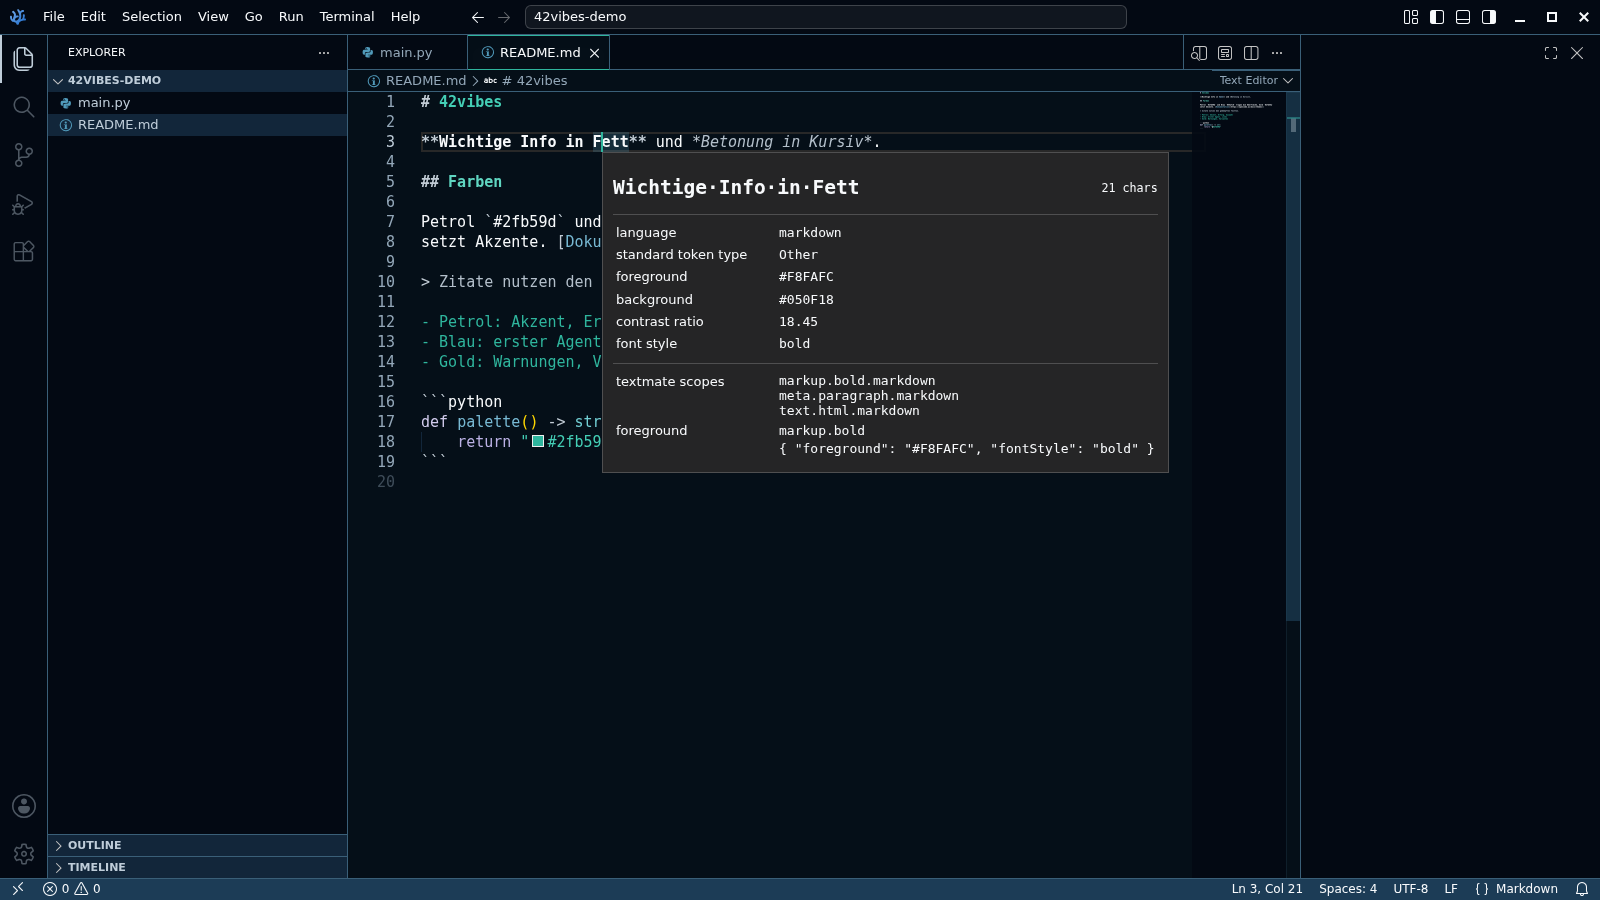 File Edit Selection View Go Run Terminal Help
42vibes-demo
EXPLORER
42VIBES-DEMO
main.py
README.md
OUTLINE
TIMELINE
main.py
README.md
README.md > abc # 42vibes
Text Editor
1 # 42vibes
2
3 **Wichtige Info in Fett** und *Betonung in Kursiv*.
4
5 ## Farben
6
7 Petrol `#2fb59d` und
8 setzt Akzente. [Doku
9
10 > Zitate nutzen den
11
12 - Petrol: Akzent, Er
13 - Blau: erster Agent
14 - Gold: Warnungen, V
15
16 ```python
17 def palette() -> str
18 return "#2fb59
19 ```
20
Wichtige·Info·in·Fett 21 chars
language markdown
standard token type Other
foreground #F8FAFC
background #050F18
contrast ratio 18.45
font style bold
textmate scopes markup.bold.markdown
meta.paragraph.markdown
text.html.markdown
foreground markup.bold
{ "foreground": "#F8FAFC", "fontStyle": "bold" }
0 0
Ln 3, Col 21 Spaces: 4 UTF-8 LF { } Markdown